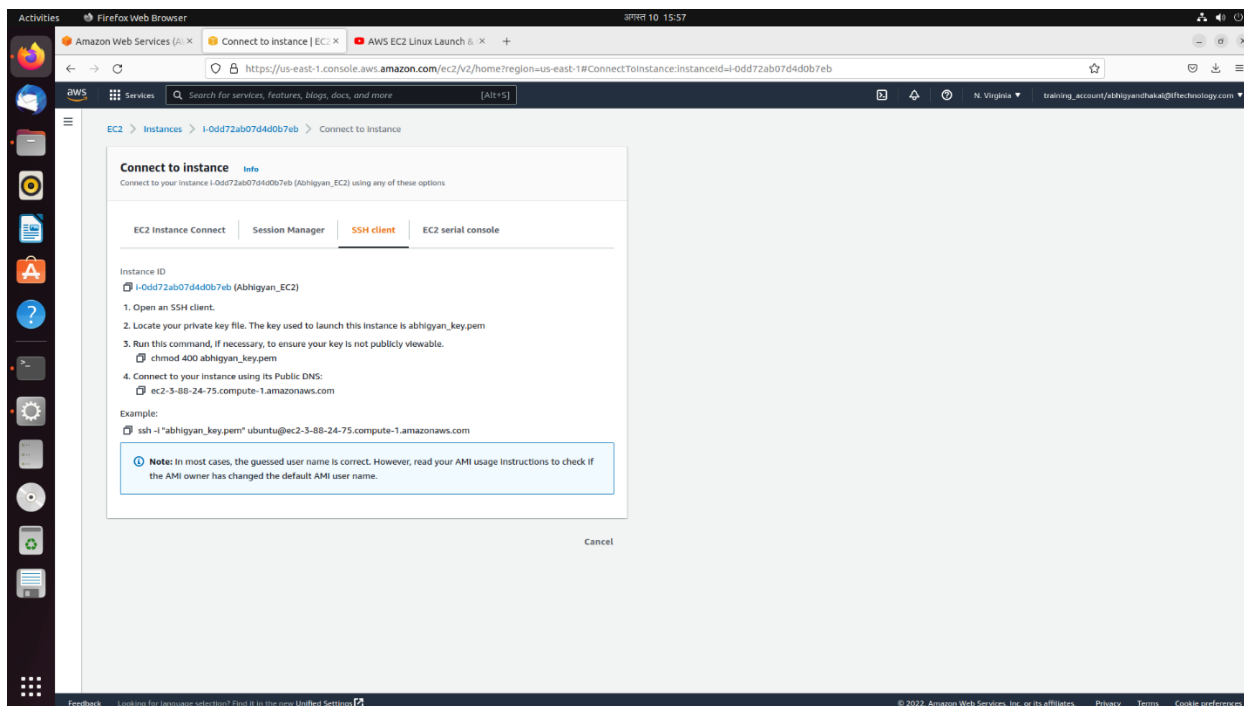 Activities Firefox Web Browser अगस्त 10 15:57
Amazon Web Services (A × Connect to instance | EC2 × AWS EC2 Linux Launch & × +
https://us-east-1.console.aws.amazon.com/ec2/v2/home?region=us-east-1#ConnectToInstance:instanceId=i-0dd72ab07d4d0b7eb
aws Services Search for services, features, blogs, docs, and more [Alt+S] N. Virginia ▼ training_account/abhigyandhakal@lftechnology.com ▼
EC2 > Instances > i-0dd72ab07d4d0b7eb > Connect to instance
Connect to instance Info
Connect to your instance i-0dd72ab07d4d0b7eb (Abhigyan_EC2) using any of these options
EC2 Instance Connect Session Manager SSH client EC2 serial console
Instance ID
i-0dd72ab07d4d0b7eb (Abhigyan_EC2)
1. Open an SSH client.
2. Locate your private key file. The key used to launch this instance is abhigyan_key.pem
3. Run this command, if necessary, to ensure your key is not publicly viewable.
chmod 400 abhigyan_key.pem
4. Connect to your instance using its Public DNS:
ec2-3-88-24-75.compute-1.amazonaws.com
Example:
ssh -i "abhigyan_key.pem" ubuntu@ec2-3-88-24-75.compute-1.amazonaws.com
Note: In most cases, the guessed user name is correct. However, read your AMI usage instructions to check if
the AMI owner has changed the default AMI user name.
Cancel
Feedback Looking for language selection? Find it in the new Unified Settings © 2022, Amazon Web Services, Inc. or its affiliates. Privacy Terms Cookie preferences